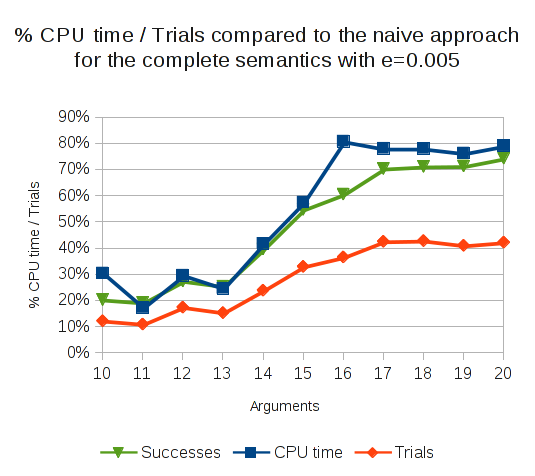 % CPU time / Trials compared to the naive approach
for the complete semantics with e=0.005
90%
80%
70%
60%
50%
40%
30%
20%
10%
0%
% CPU time / Trials
10 11 12 13 14 15 16 17 18 19 20
Arguments
Successes CPU time Trials